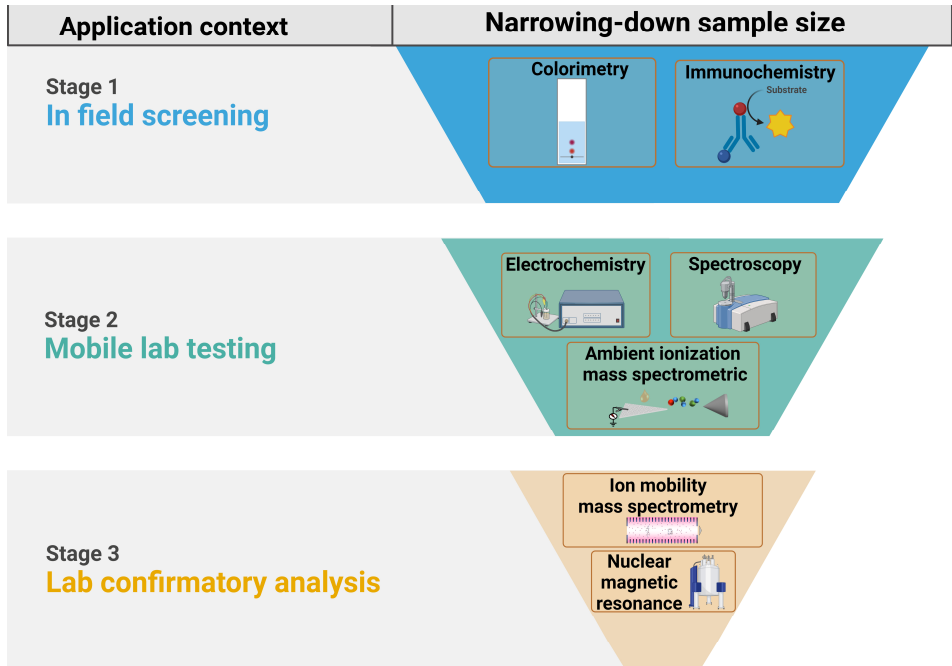 Application context
Narrowing-down sample size
Stage 1
In field screening
Colorimetry
Immunochemistry
Substrate
Stage 2
Mobile lab testing
Electrochemistry
Spectroscopy
Ambient ionization
mass spectrometric
Stage 3
Lab confirmatory analysis
Ion mobility
mass spectrometry
Nuclear
magnetic
resonance